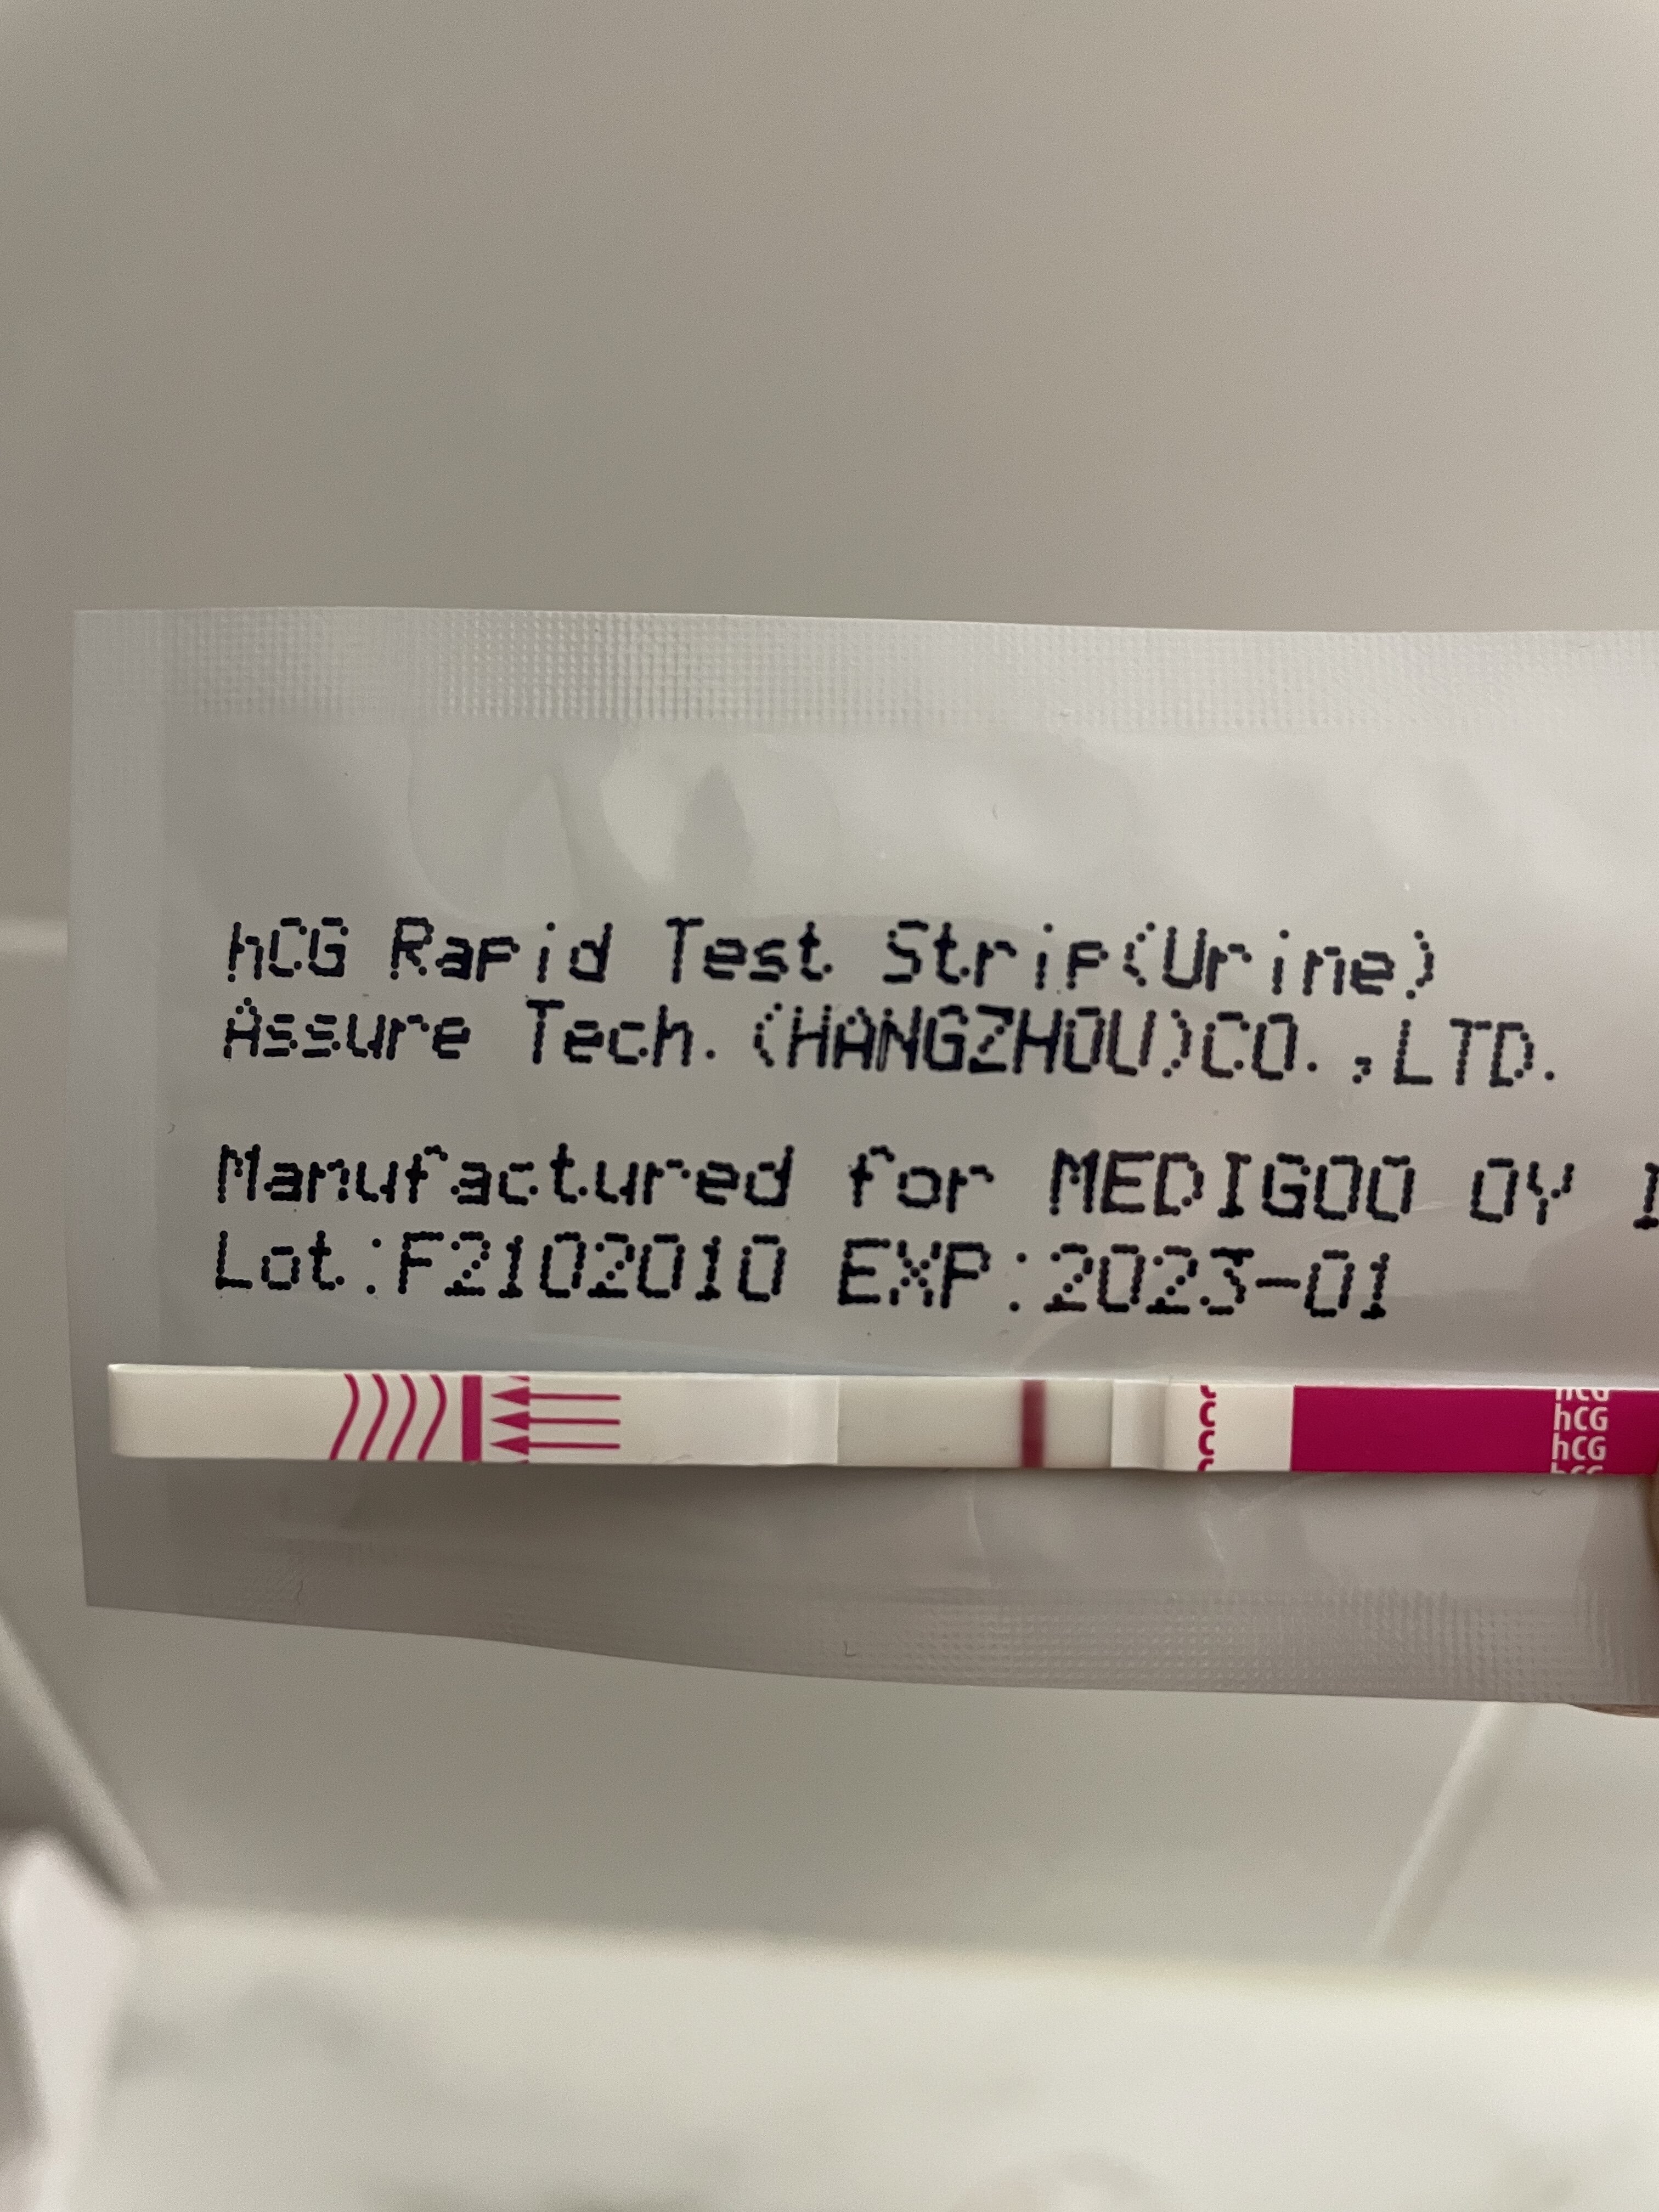 hCG Rapid Test Strip(Urine)
Assure Tech.(HANGZHOU)CO.,LTD.
Manufactured for MEDIGOO OY
Lot:F2102010 EXP:2023-01
hCG
hCG
hCG